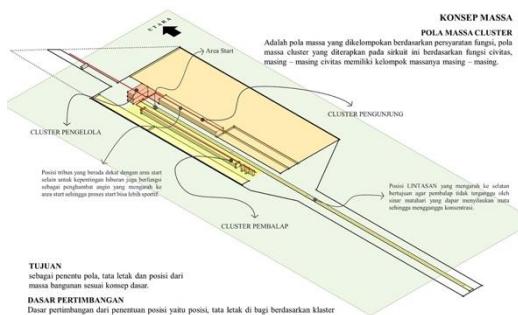 UTARA
KONSEP MASSA
POLA MASSA CLUSTER
Adalah pola massa yang dikelompokan berdasarkan persyaratan fungsi, pola
massa cluster yang diterapkan pada sirkuit ini berdasarkan fungsi civitas,
masing – masing civitas memiliki kelompok massanya masing – masing.
Area Start
CLUSTER PENGELOLA
CLUSTER PENGUNJUNG
Posisi tribun yang berada dekat dengan area start
selain untuk kepentingan hiburan juga berfungsi
sebagai penghambat angin yang mengarah ke
area start sehingga proses start bisa lebih sportif.
Posisi LINTASAN yang mengarah ke selatan
bertujuan agar pembalap tidak terganggu oleh
sinar matahari yang dapar menyilaukan mata
sehingga mengganggu konsentrasi.
CLUSTER PEMBALAP
TUJUAN
sebagai penentu pola, tata letak dan posisi dari
massa bangunan sesuai konsep dasar.
DASAR PERTIMBANGAN
Dasar pertimbangan dari penentuan posisi yaitu posisi, tata letak di bagi berdasarkan klaster